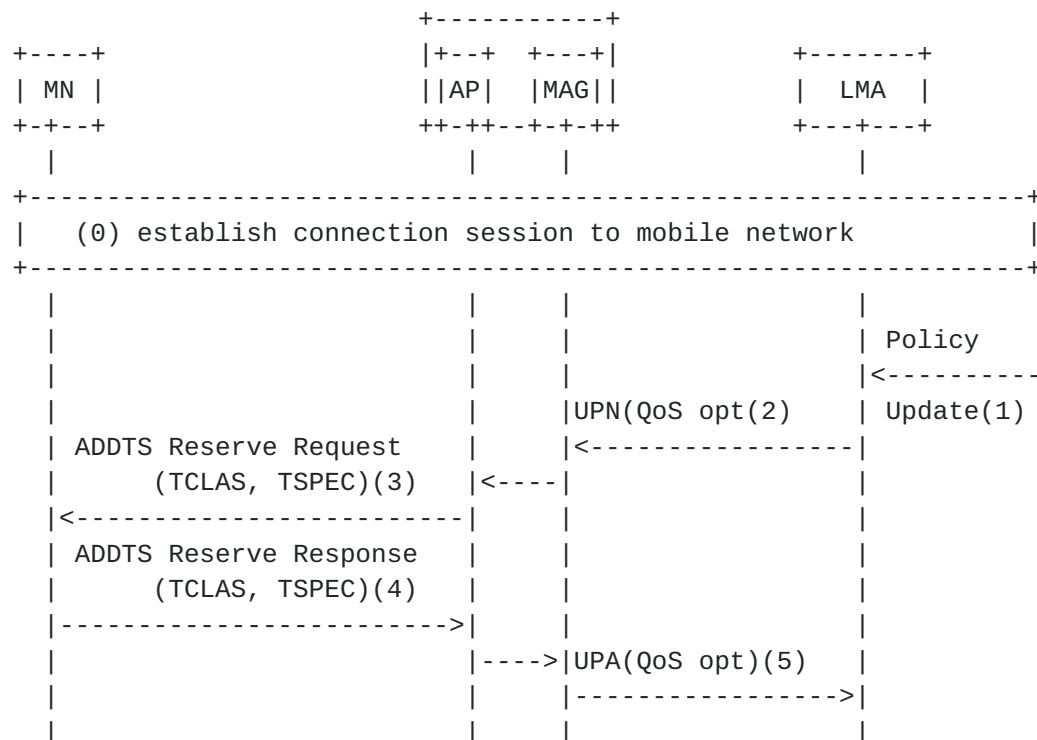 MN AP MAG LMA
(0) establish connection session to mobile network
Policy
UPN(QoS opt(2) Update(1)
ADDTS Reserve Request
(TCLAS, TSPEC)(3)
ADDTS Reserve Response
(TCLAS, TSPEC)(4)
UPA(QoS opt)(5)